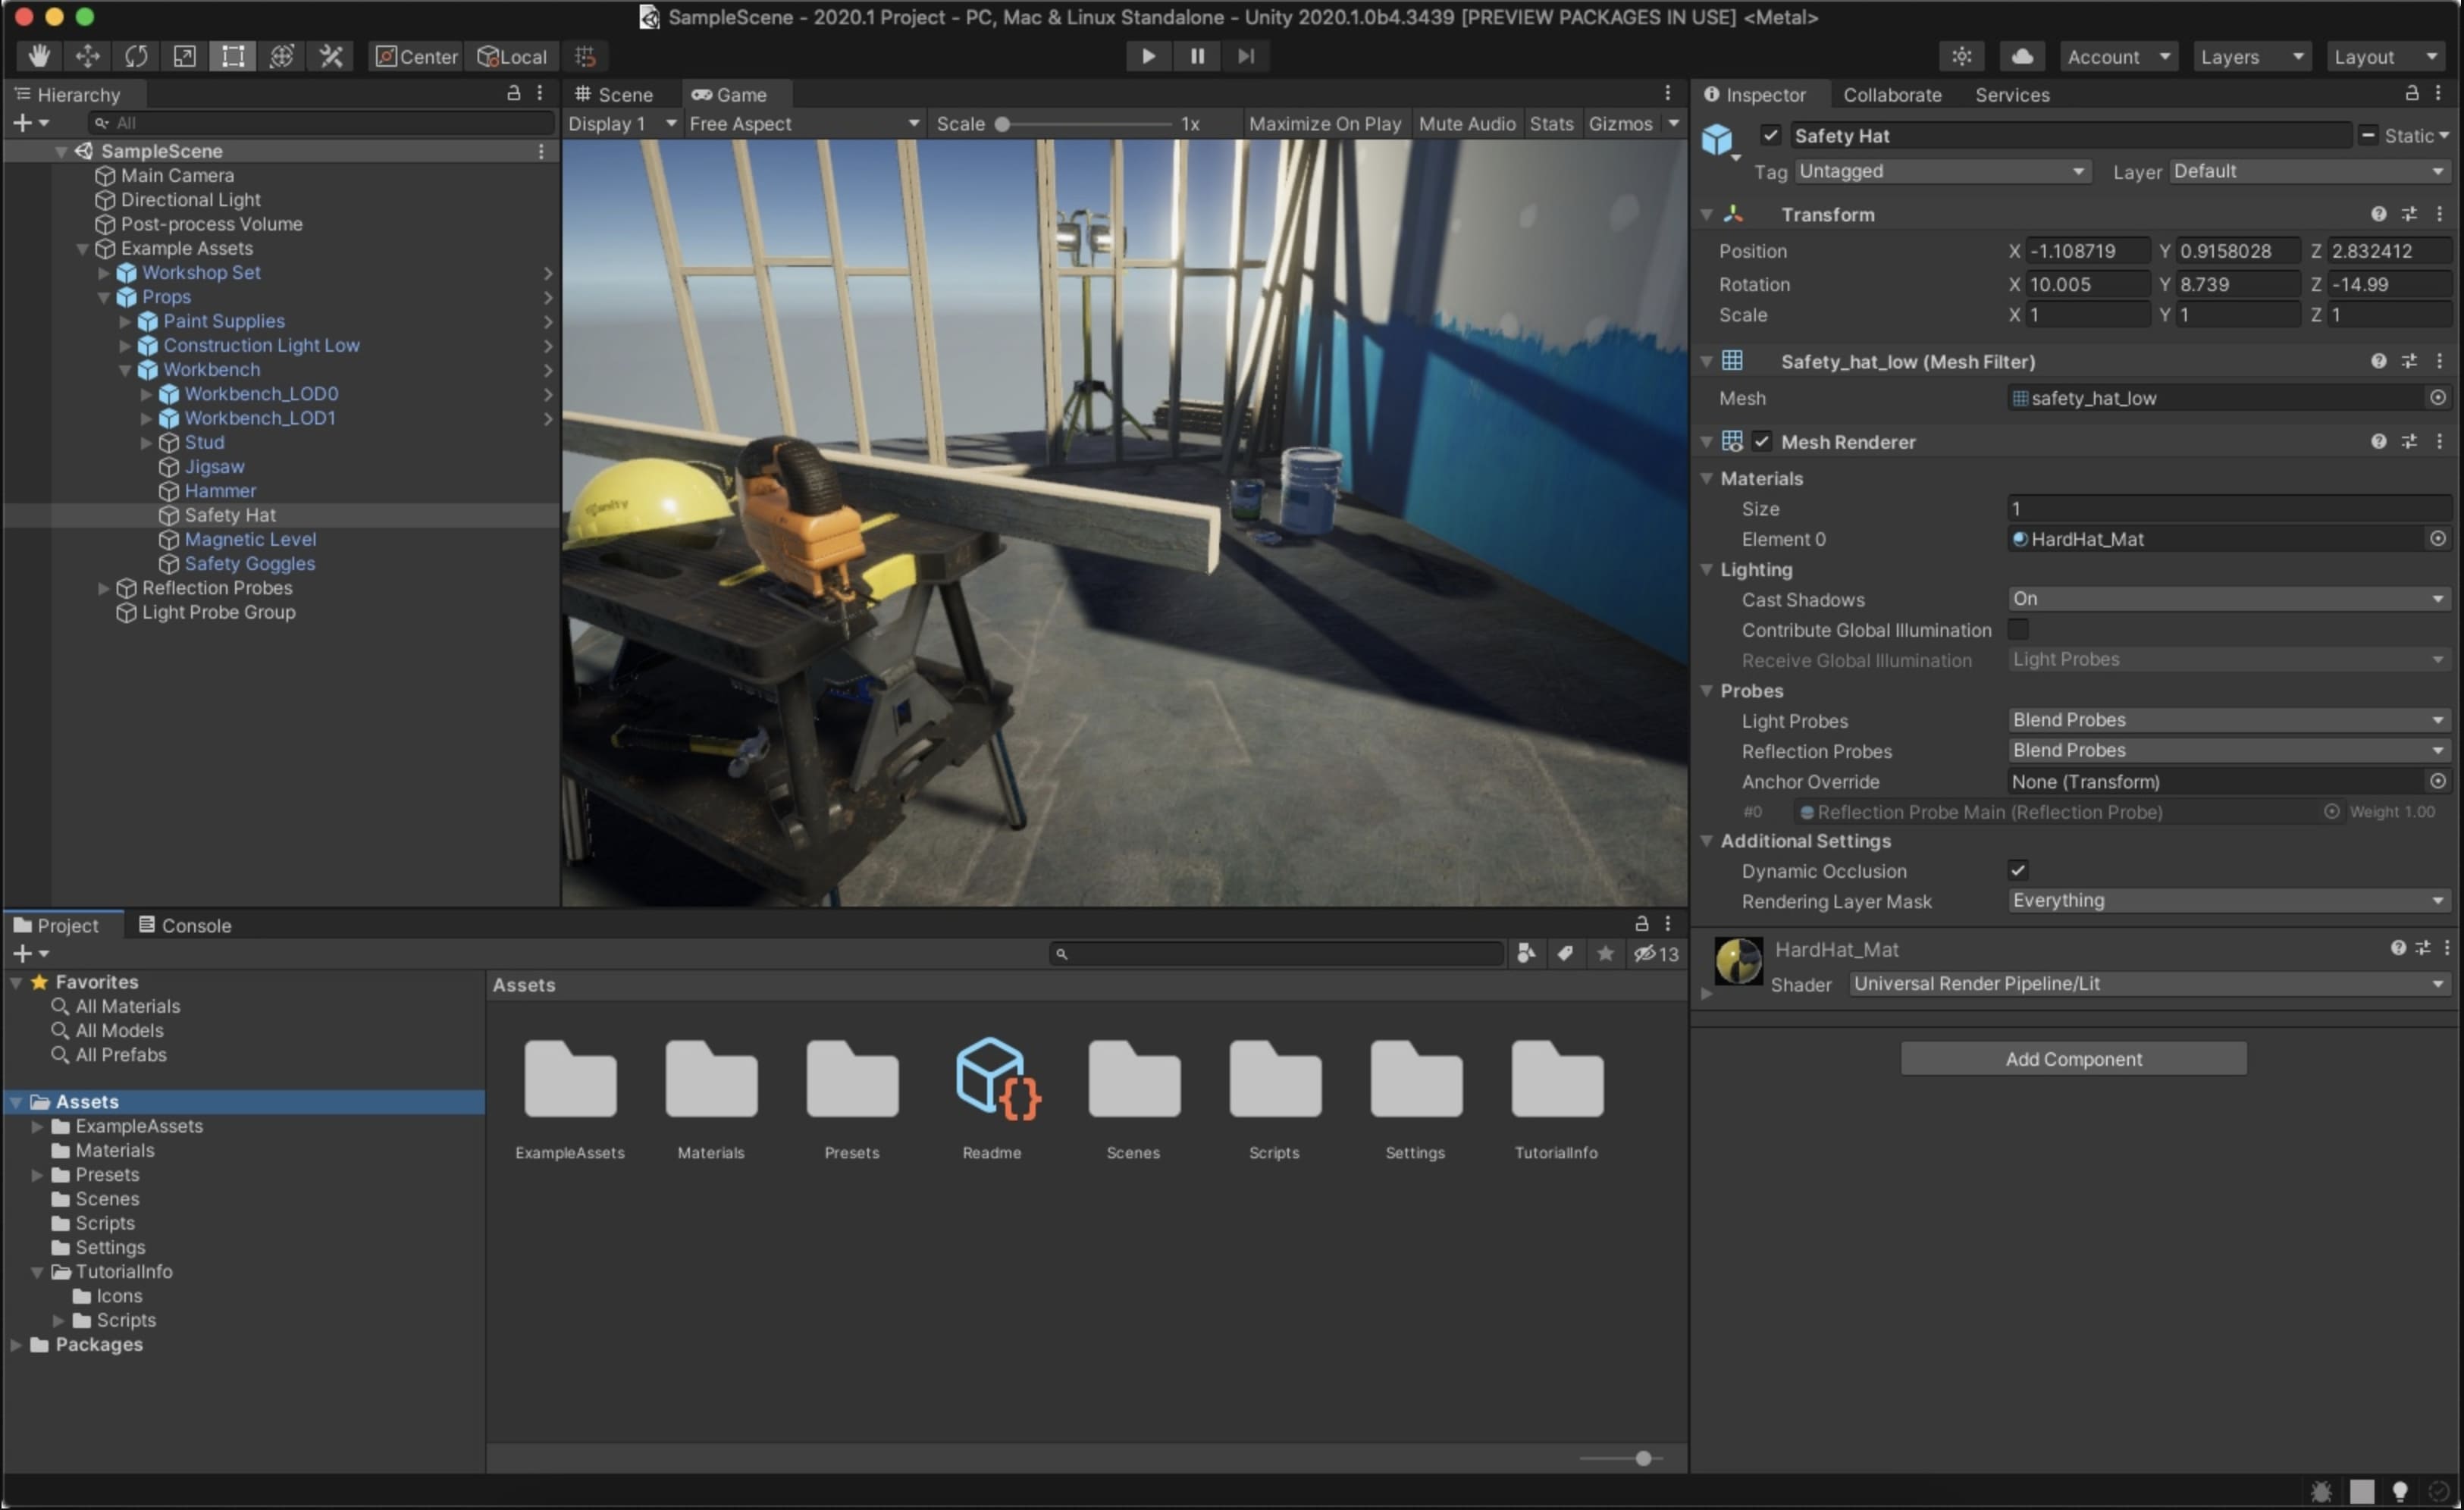 SampleScene - 2020.1 Project - PC, Mac & Linux Standalone - Unity 2020.1.0b4.3439 [PREVIEW PACKAGES IN USE] <Metal>
Center Local Account Layers Layout
Hierarchy
All
SampleScene
Main Camera
Directional Light
Post-process Volume
Example Assets
Workshop Set
Props
Paint Supplies
Construction Light Low
Workbench
Workbench_LOD0
Workbench_LOD1
Stud
Jigsaw
Hammer
Safety Hat
Magnetic Level
Safety Goggles
Reflection Probes
Light Probe Group
Scene Game
Display 1 Free Aspect Scale 1x Maximize On Play Mute Audio Stats Gizmos
unity
Inspector Collaborate Services
Safety Hat Static
Tag Untagged Layer Default
Transform
Position X -1.108719 Y 0.9158028 Z 2.832412
Rotation X 10.005 Y 8.739 Z -14.99
Scale X 1 Y 1 Z 1
Safety_hat_low (Mesh Filter)
Mesh safety_hat_low
Mesh Renderer
Materials
Size 1
Element 0 HardHat_Mat
Lighting
Cast Shadows On
Contribute Global Illumination
Receive Global Illumination Light Probes
Probes
Light Probes Blend Probes
Reflection Probes Blend Probes
Anchor Override None (Transform)
#0 Reflection Probe Main (Reflection Probe) Weight 1.00
Additional Settings
Dynamic Occlusion
Rendering Layer Mask Everything
HardHat_Mat
Shader Universal Render Pipeline/Lit
Add Component
Project Console
13
Favorites
All Materials
All Models
All Prefabs
Assets
ExampleAssets
Materials
Presets
Scenes
Scripts
Settings
TutorialInfo
Icons
Scripts
Packages
Assets
ExampleAssets Materials Presets Readme Scenes Scripts Settings TutorialInfo